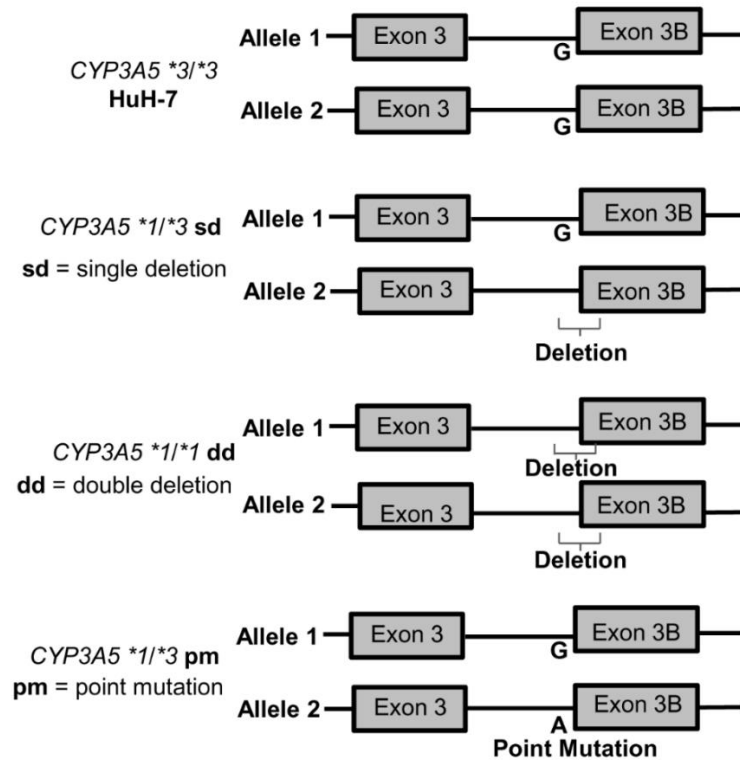 Allele 1 Exon 3 G Exon 3B
CYP3A5 *3/*3
HuH-7
Allele 2 Exon 3 G Exon 3B
CYP3A5 *1/*3 sd
sd = single deletion
Allele 1 Exon 3 G Exon 3B
Allele 2 Exon 3 Exon 3B
Deletion
CYP3A5 *1/*1 dd
dd = double deletion
Allele 1 Exon 3 Exon 3B
Deletion
Allele 2 Exon 3 Exon 3B
Deletion
CYP3A5 *1/*3 pm
pm = point mutation
Allele 1 Exon 3 G Exon 3B
Allele 2 Exon 3 A Exon 3B
Point Mutation